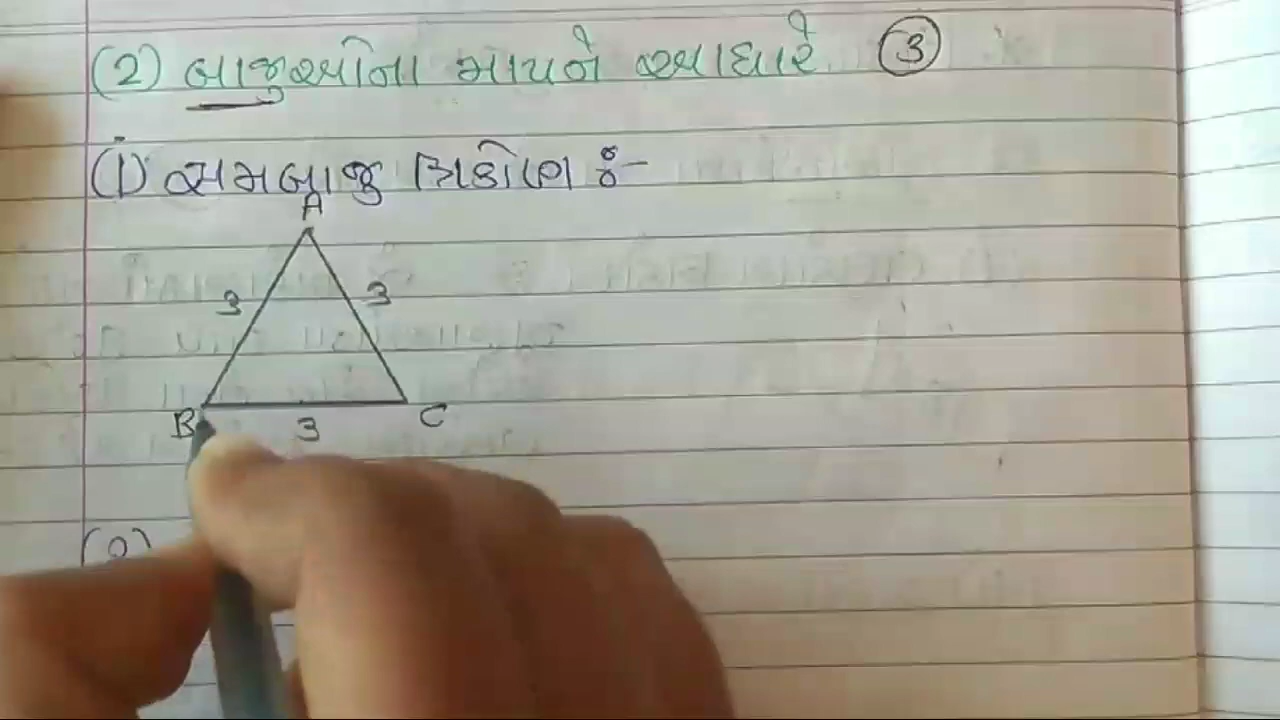 (2) બાજુઓના માપને આધારે ③
(1) સમબાજુ ત્રિકોણ :-
A
3 3
B 3 C